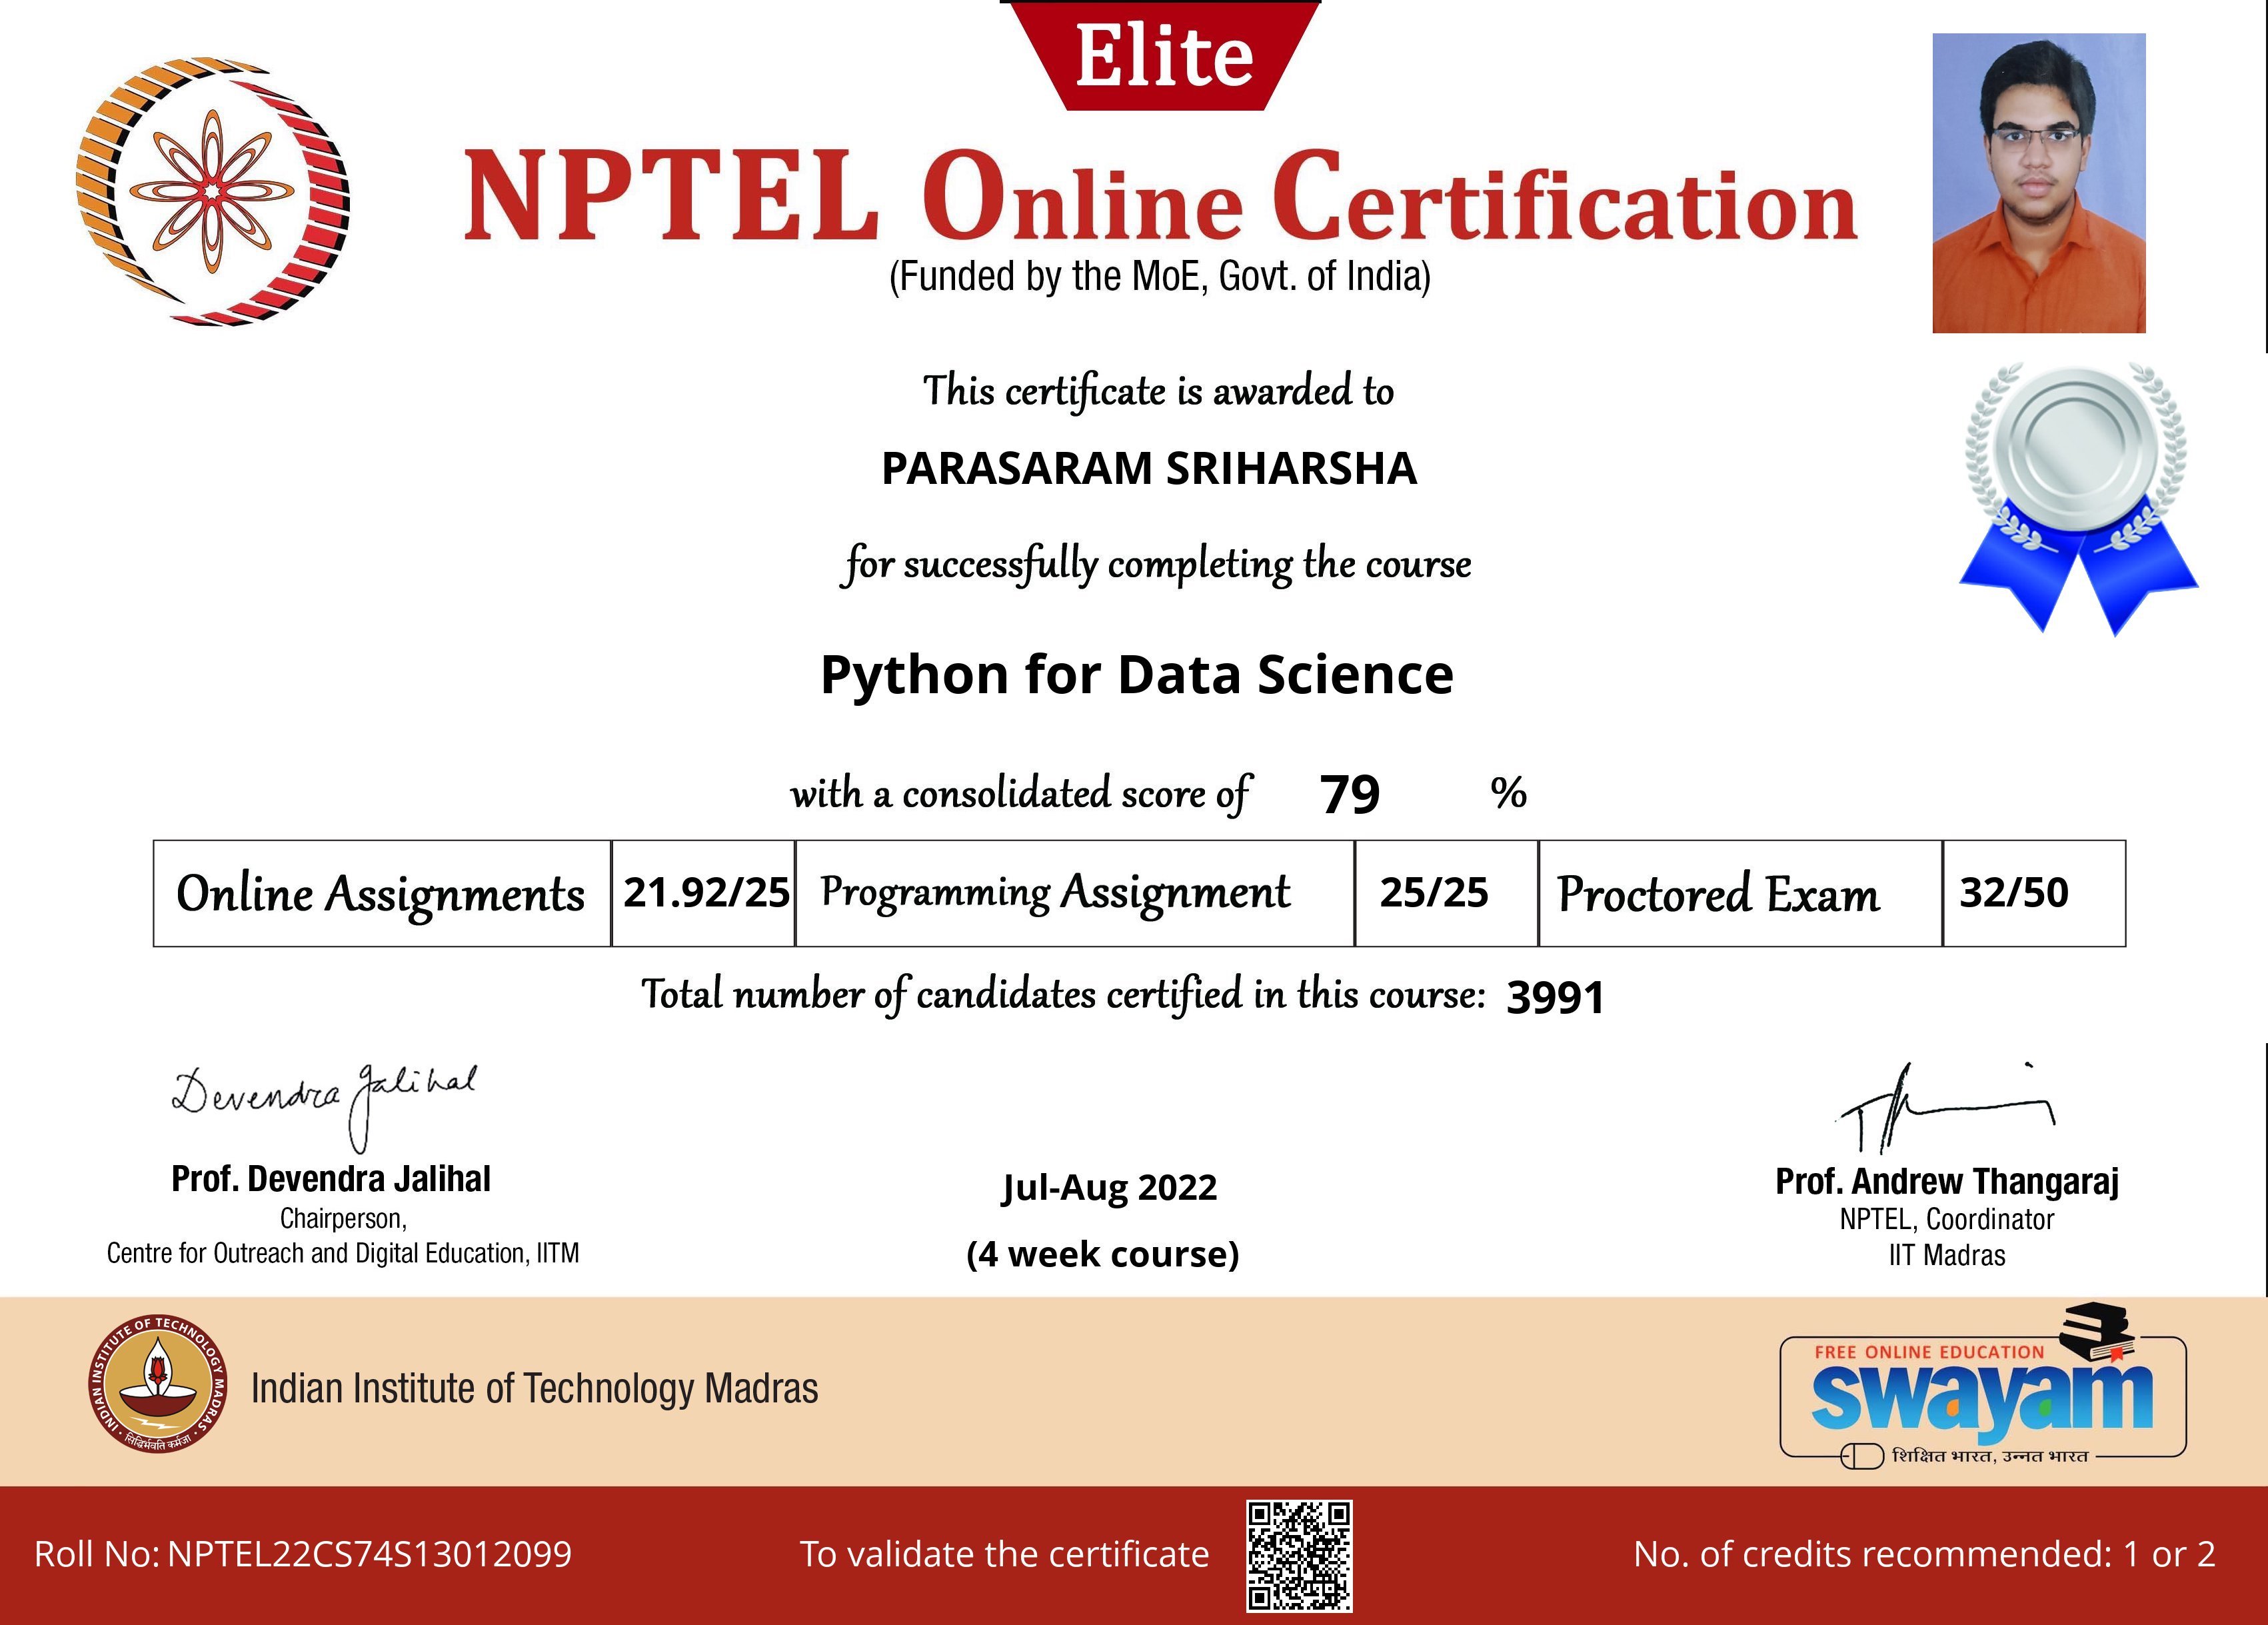 Elite
NPTEL Online Certification
(Funded by the MoE, Govt. of India)
This certificate is awarded to
PARASARAM SRIHARSHA
for successfully completing the course
Python for Data Science
with a consolidated score of 79 %
Online Assignments 21.92/25 Programming Assignment 25/25 Proctored Exam 32/50
Total number of candidates certified in this course: 3991
Devendra Jalihal
Prof. Devendra Jalihal
Chairperson,
Centre for Outreach and Digital Education, IITM
Jul-Aug 2022
(4 week course)
Prof. Andrew Thangaraj
NPTEL, Coordinator
IIT Madras
INDIAN INSTITUTE OF TECHNOLOGY MADRAS
सिद्धिर्भवति कर्मजा
Indian Institute of Technology Madras
FREE ONLINE EDUCATION
swayam
शिक्षित भारत, उन्नत भारत
Roll No: NPTEL22CS74S13012099
To validate the certificate
No. of credits recommended: 1 or 2